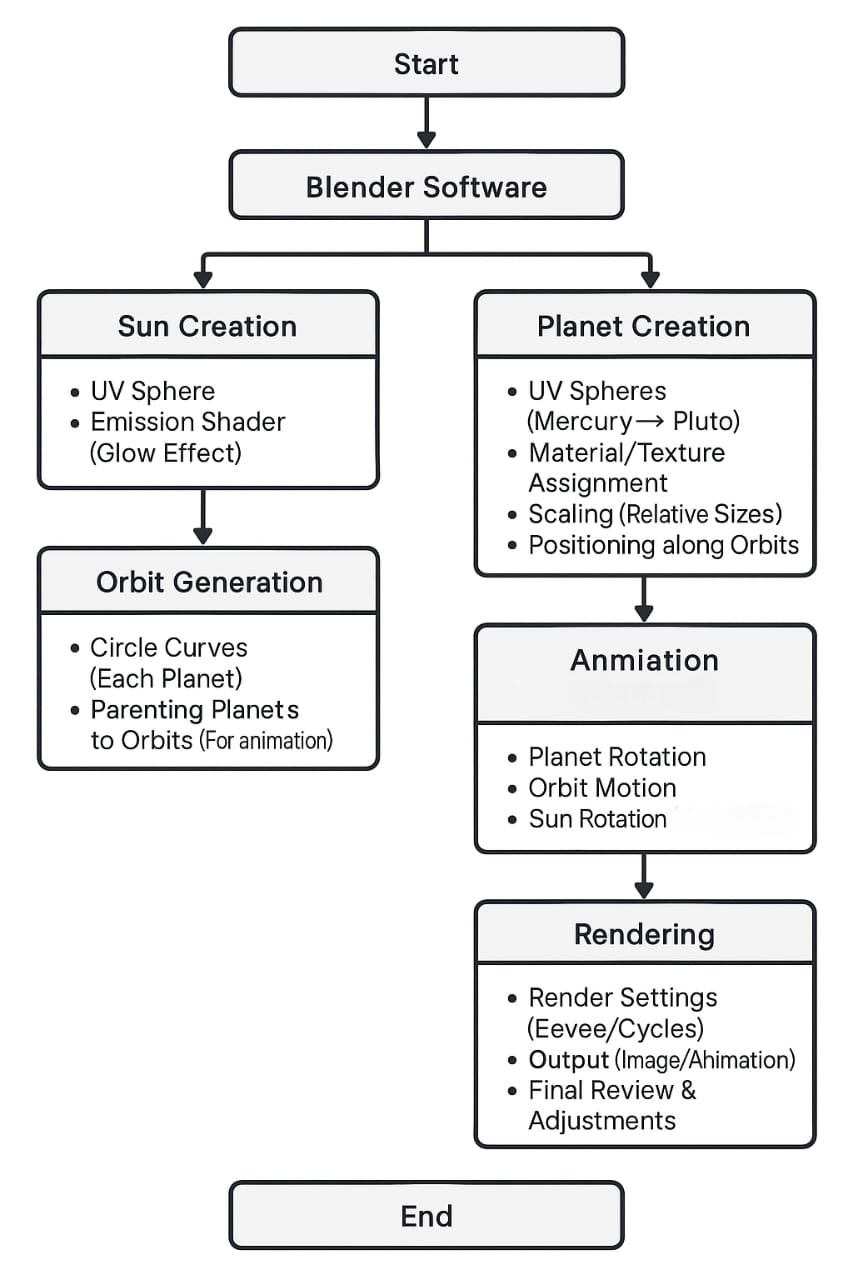 Start
Blender Software
Sun Creation
• UV Sphere
• Emission Shader
(Glow Effect)
Orbit Generation
• Circle Curves
(Each Planet)
• Parenting Planets
to Orbits (For animation)
Planet Creation
• UV Spheres
(Mercury→ Pluto)
• Material/Texture
Assignment
• Scaling (Relative Sizes)
• Positioning along Orbits
Anmiation
• Planet Rotation
• Orbit Motion
• Sun Rotation
Rendering
• Render Settings
(Eevee/Cycles)
• Output (Image/Ahimation)
• Final Review &
Adjustments
End